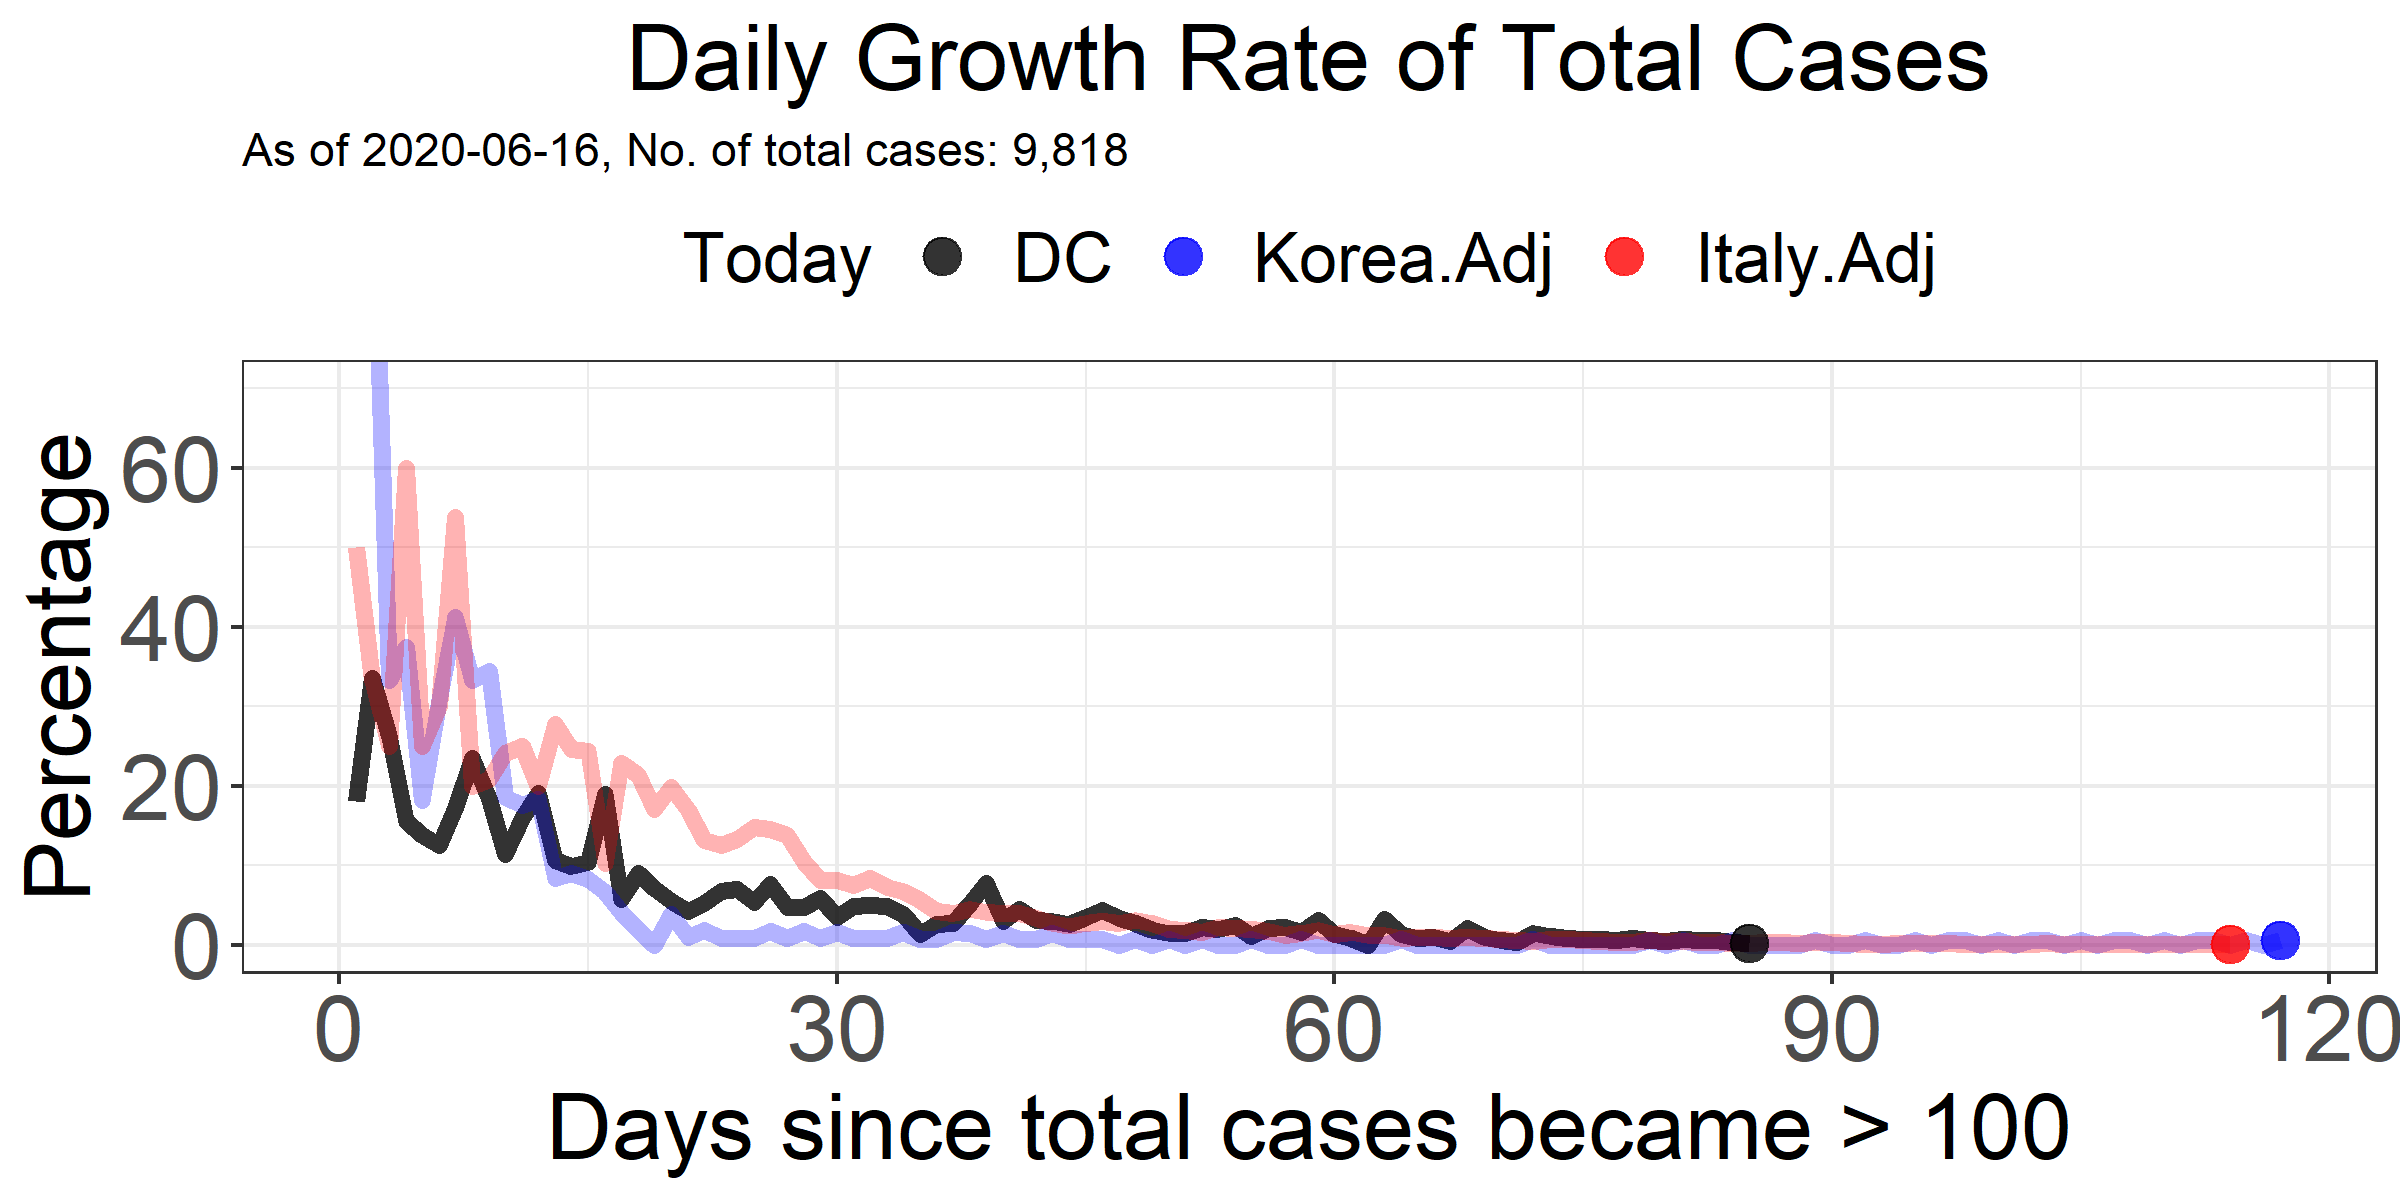 Daily Growth Rate of Total Cases
As of 2020-06-16, No. of total cases: 9,818
Today DC Korea.Adj Italy.Adj
Percentage
60
40
20
0
0 30 60 90 120
Days since total cases became > 100